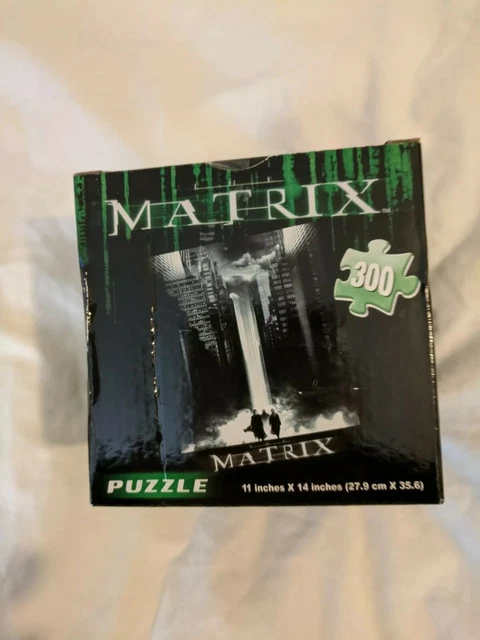 MATRIX
300
MATRIX
PUZZLE
11 inches X 14 inches (27.9 cm X 35.6)